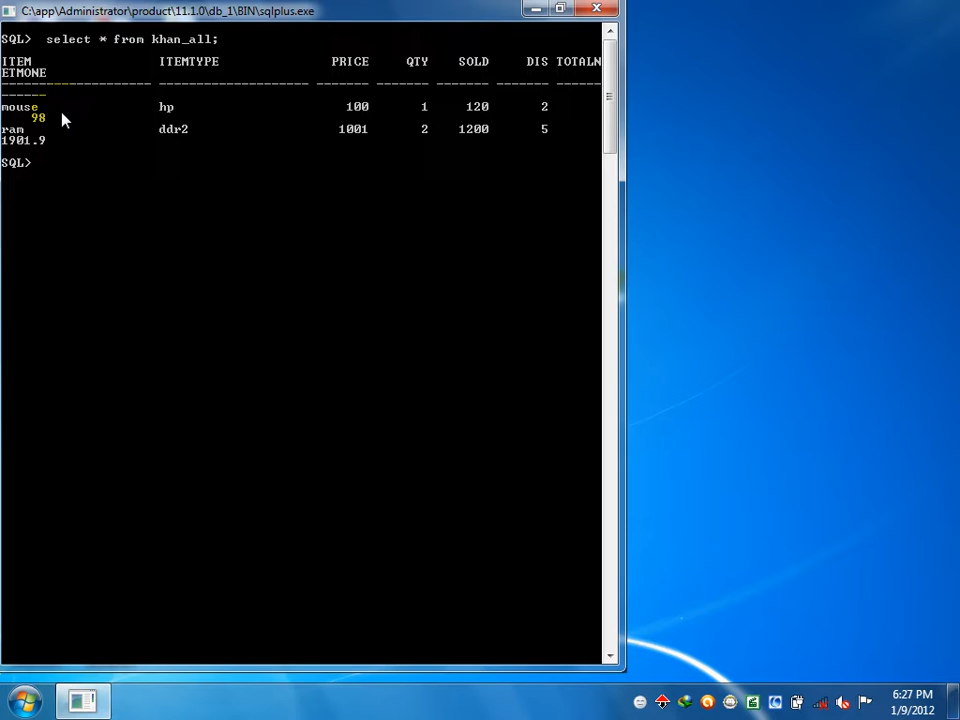 C:\app\Administrator\product\11.1.0\db_1\BIN\sqlplus.exe
SQL>  select * from khan_all;
ITEM ITEMTYPE PRICE QTY SOLD DIS TOTALN
ETMONE
-------------------- -------------------- ------- ------- -------- ------- ------
------
mouse hp 100 1 120 2
98
ram ddr2 1001 2 1200 5
1901.9
SQL>
6:27 PM
1/9/2012